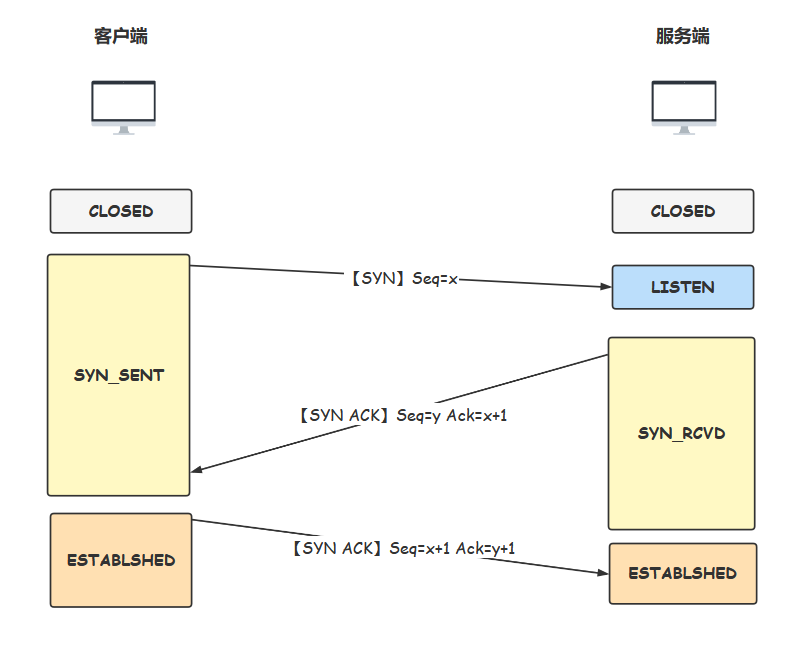 客户端
服务端
CLOSED
CLOSED
【SYN】Seq=x
LISTEN
SYN_SENT
【SYN ACK】Seq=y Ack=x+1
SYN_RCVD
【SYN ACK】Seq=x+1 Ack=y+1
ESTABLSHED
ESTABLSHED